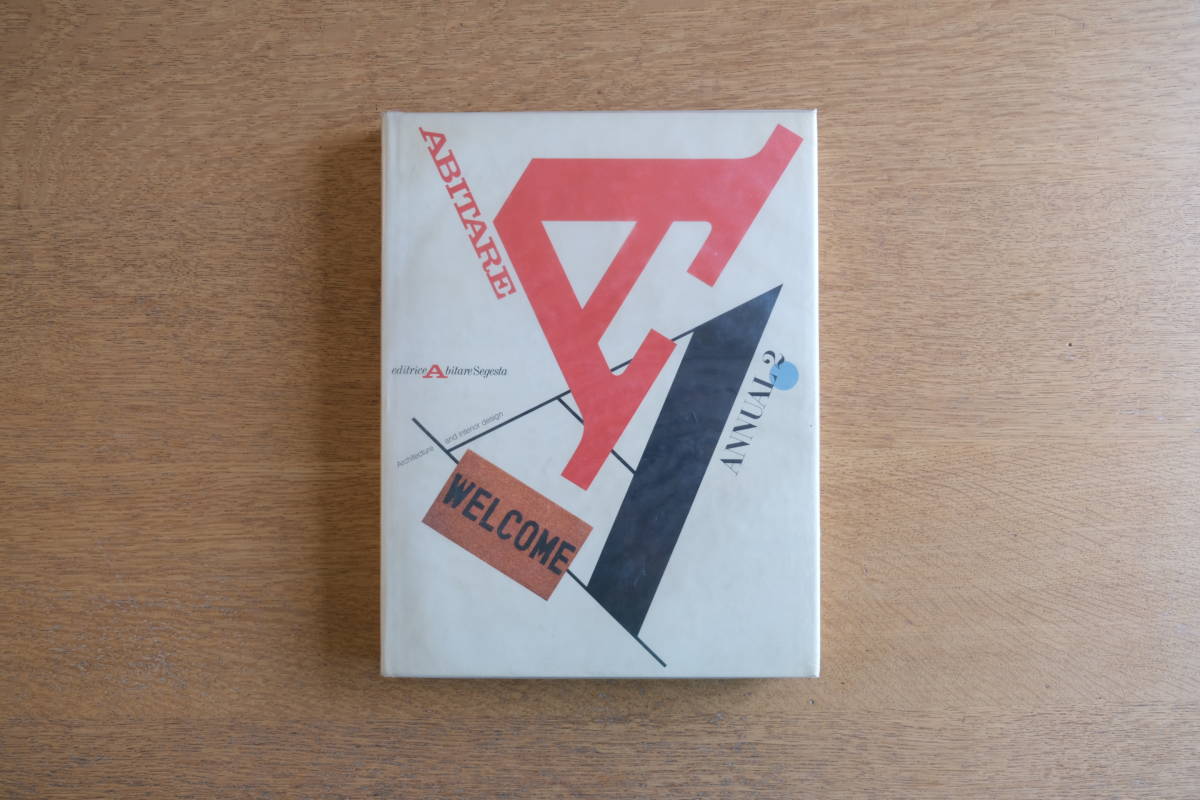 ABITARE
A
ANNUAL 2
editrice Abitare Segesta
Architecture and interior design
WELCOME